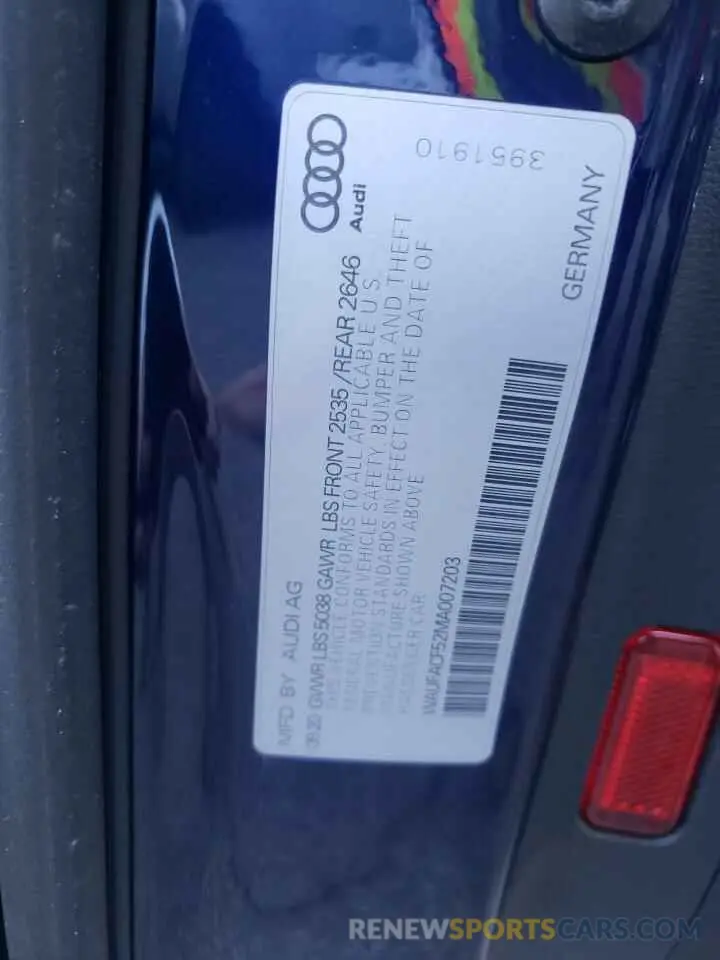 MFD BY AUDI AG
08.20 GVWR LBS 5038 GAWR LBS FRONT 2535 / REAR 2646
THIS VEHICLE CONFORMS TO ALL APPLICABLE U.S.
FEDERAL MOTOR VEHICLE SAFETY, BUMPER AND THEFT
PREVENTION STANDARDS IN EFFECT ON THE DATE OF
MANUFACTURE SHOWN ABOVE
PASSENGER CAR
WAUFACF52MA007203
Audi
3951910
GERMANY
RENEWSPORTSCARS.COM